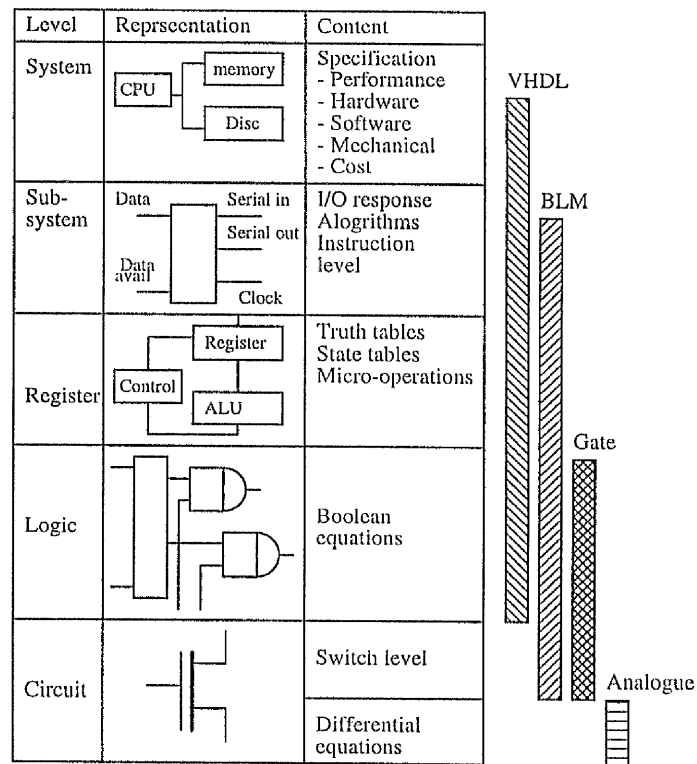 Level Reprseentation Content
System
CPU
memory
Disc
Specification
- Performance
- Hardware
- Software
- Mechanical
- Cost
Sub-
system
Data
Data
avail
Serial in
Serial out
Clock
I/O response
Alogrithms
Instruction
level
Register
Register
Control
ALU
Truth tables
State tables
Micro-operations
Logic
Boolean
equations
Circuit
Switch level
Differential
equations
VHDL
BLM
Gate
Analogue